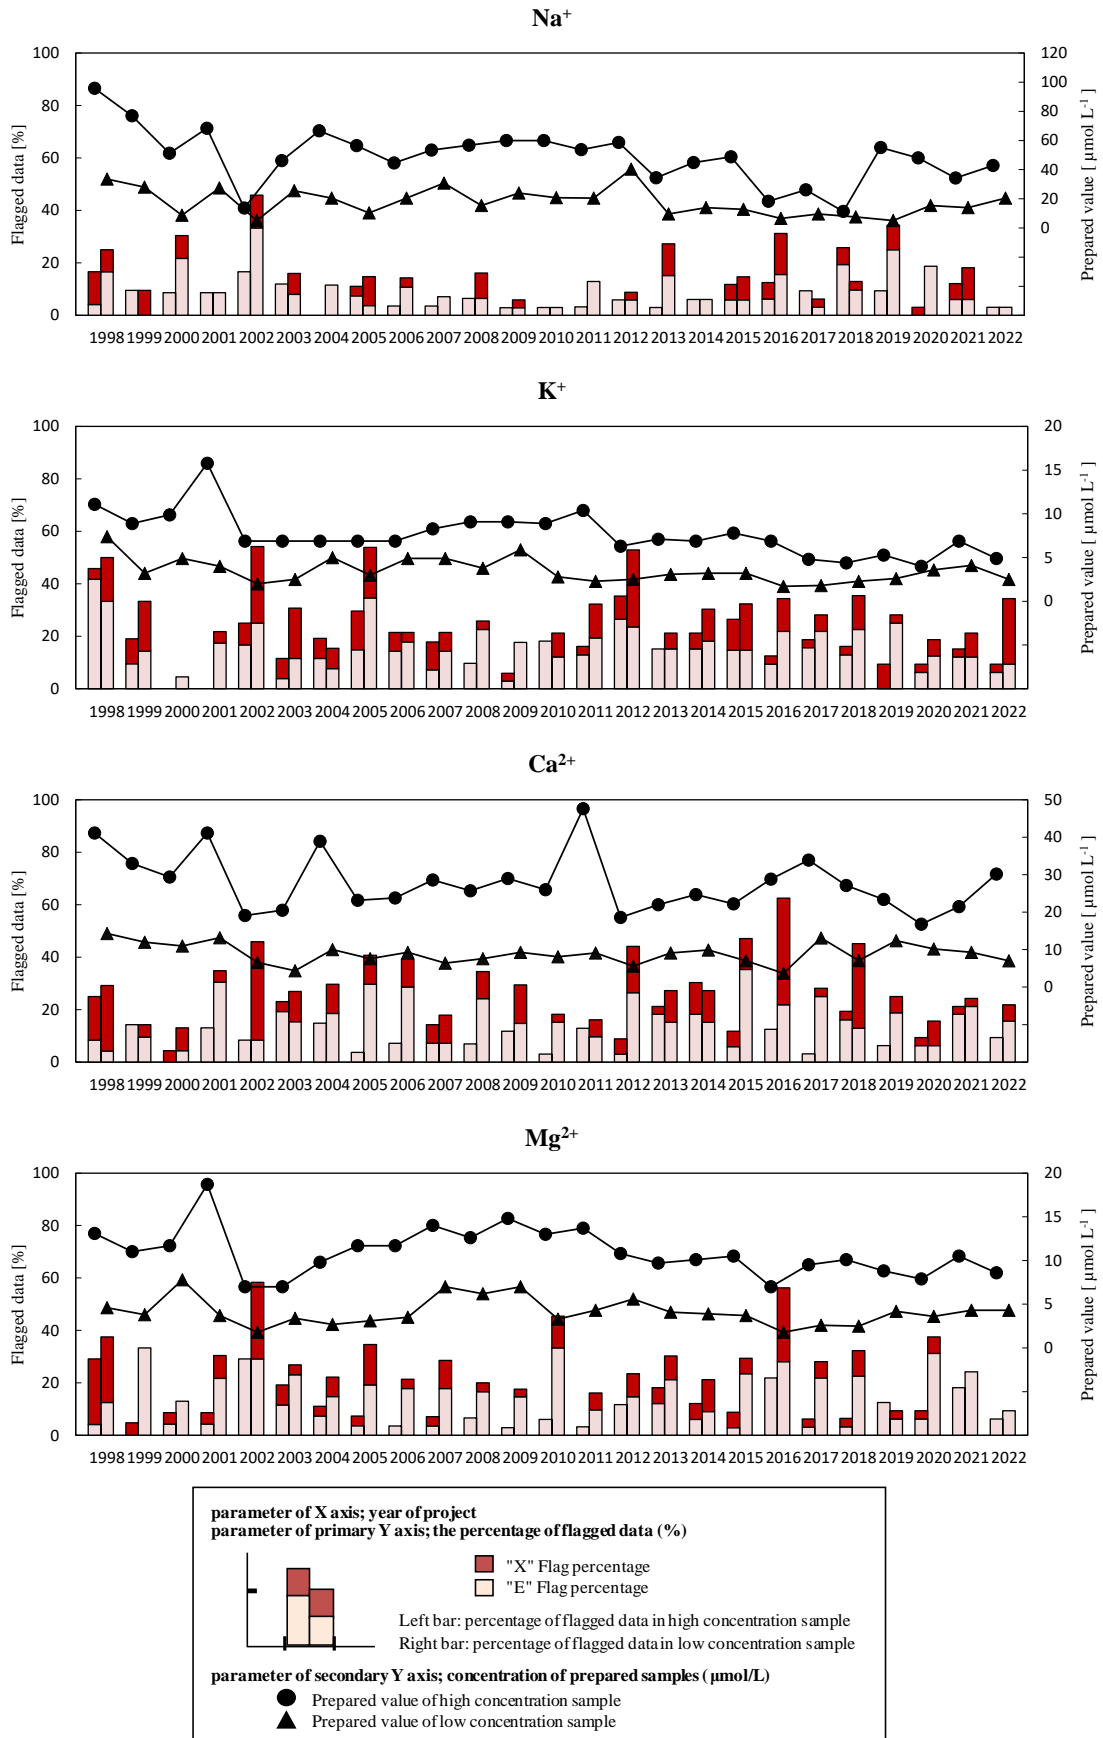 Na⁺
100
80
60
40
20
0
Flagged data [%]
120
100
80
60
40
20
0
Prepared value [ µmol L⁻¹ ]
1998 1999 2000 2001 2002 2003 2004 2005 2006 2007 2008 2009 2010 2011 2012 2013 2014 2015 2016 2017 2018 2019 2020 2021 2022
K⁺
100
80
60
40
20
0
Flagged data [%]
20
15
10
5
0
Prepared value [ µmol L⁻¹ ]
1998 1999 2000 2001 2002 2003 2004 2005 2006 2007 2008 2009 2010 2011 2012 2013 2014 2015 2016 2017 2018 2019 2020 2021 2022
Ca²⁺
100
80
60
40
20
0
Flagged data [%]
50
40
30
20
10
0
Prepared value [ µmol L⁻¹ ]
1998 1999 2000 2001 2002 2003 2004 2005 2006 2007 2008 2009 2010 2011 2012 2013 2014 2015 2016 2017 2018 2019 2020 2021 2022
Mg²⁺
100
80
60
40
20
0
Flagged data [%]
20
15
10
5
0
Prepared value [ µmol L⁻¹ ]
1998 1999 2000 2001 2002 2003 2004 2005 2006 2007 2008 2009 2010 2011 2012 2013 2014 2015 2016 2017 2018 2019 2020 2021 2022
parameter of X axis; year of project
parameter of primary Y axis; the percentage of flagged data (%)
"X" Flag percentage
"E" Flag percentage
Left bar: percentage of flagged data in high concentration sample
Right bar: percentage of flagged data in low concentration sample
parameter of secondary Y axis; concentration of prepared samples ( µmol/L)
Prepared value of high concentration sample
Prepared value of low concentration sample